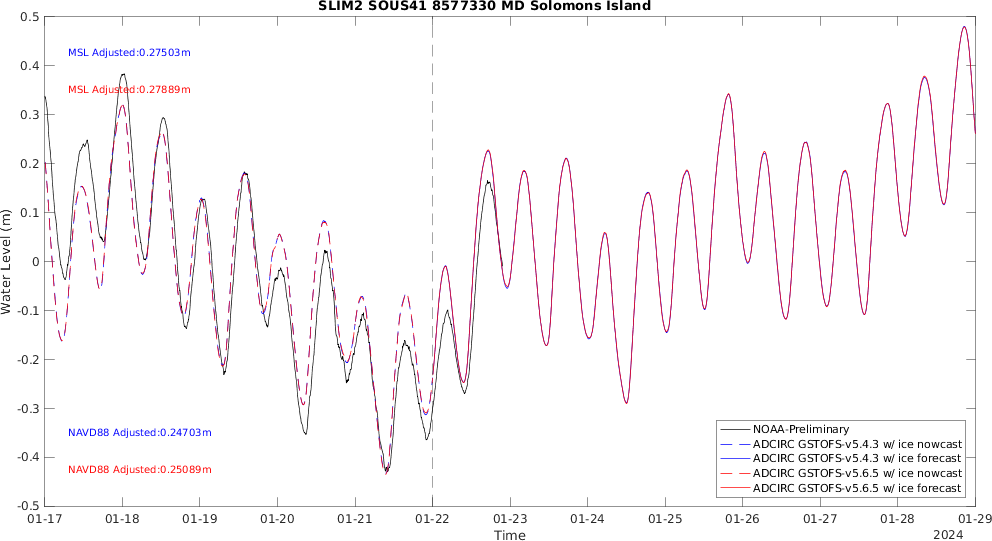 SLIM2 SOUS41 8577330 MD Solomons Island
0.5
0.4
0.3
0.2
0.1
0
-0.1
-0.2
-0.3
-0.4
-0.5
Water Level (m)
MSL Adjusted:0.27503m
MSL Adjusted:0.27889m
NAVD88 Adjusted:0.24703m
NAVD88 Adjusted:0.25089m
NOAA-Preliminary
ADCIRC GSTOFS-v5.4.3 w/ ice nowcast
ADCIRC GSTOFS-v5.4.3 w/ ice forecast
ADCIRC GSTOFS-v5.6.5 w/ ice nowcast
ADCIRC GSTOFS-v5.6.5 w/ ice forecast
01-17 01-18 01-19 01-20 01-21 01-22 01-23 01-24 01-25 01-26 01-27 01-28 01-29
Time
2024